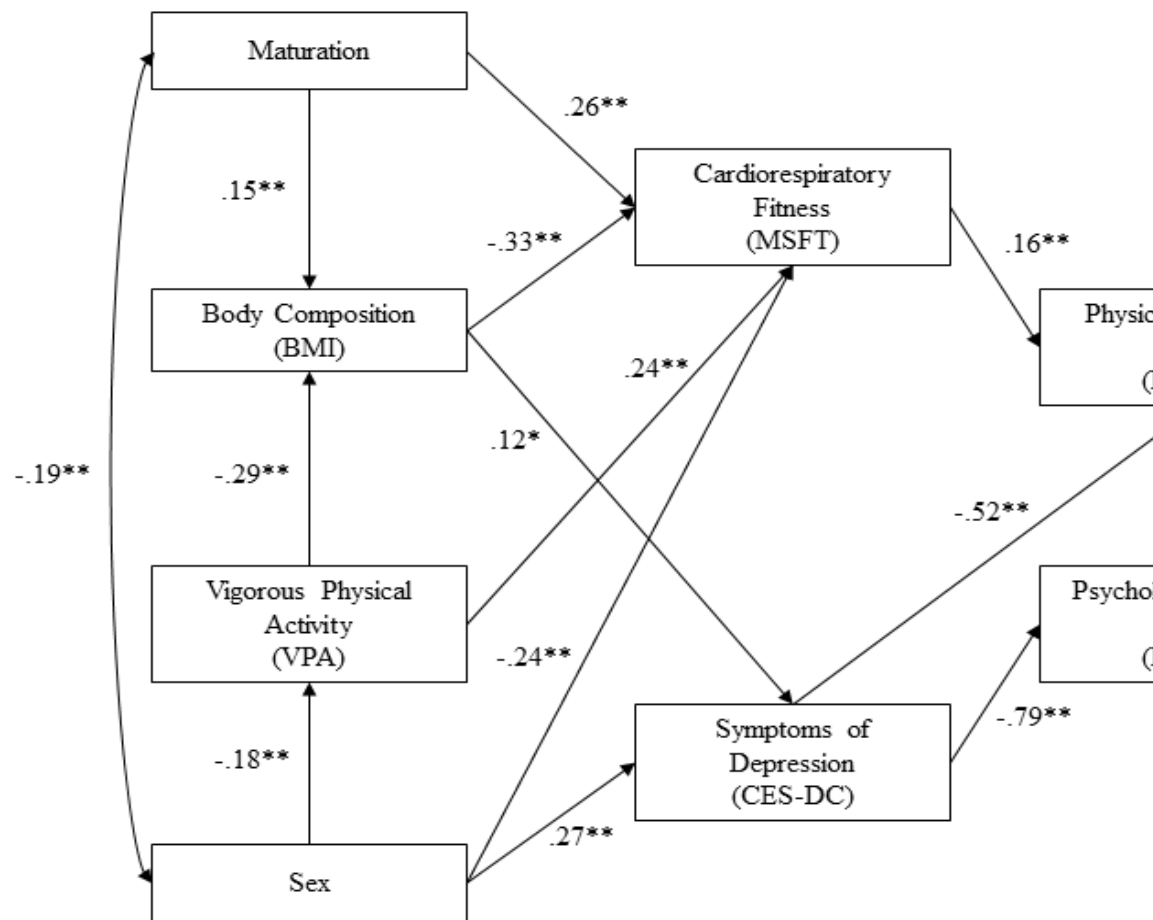 Maturation
.26**
Cardiorespiratory
Fitness
(MSFT)
.15**
-.33**
.16**
Body Composition
(BMI)
.24**
.12*
-.19**
-.29**
-.52**
Vigorous Physical
Activity
(VPA)
-.24**
Symptoms of
Depression
(CES-DC)
-.79**
-.18**
.27**
Sex